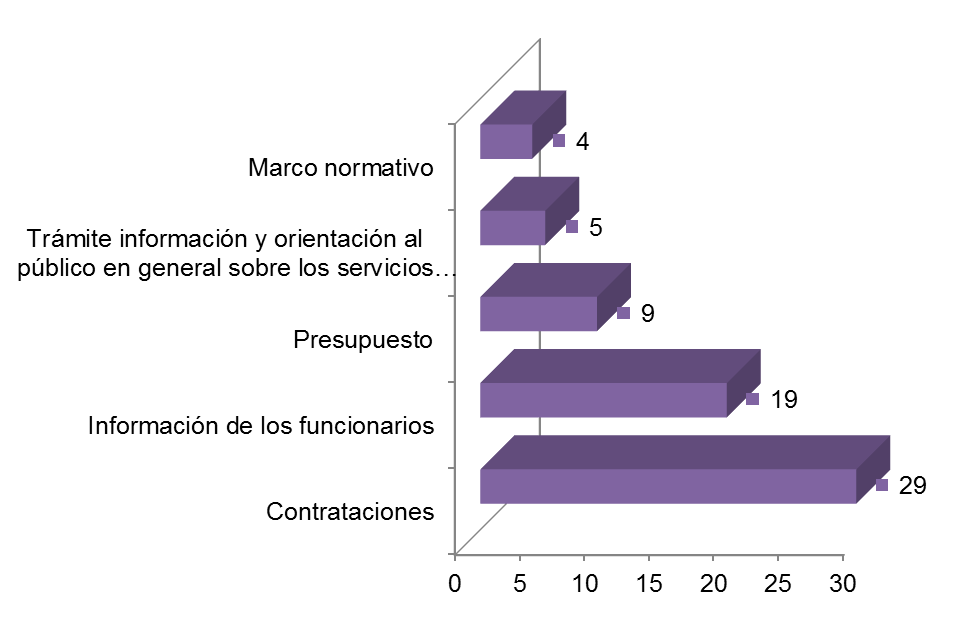 Marco normativo
4
Trámite información y orientación al
público en general sobre los servicios…
5
Presupuesto
9
Información de los funcionarios
19
Contrataciones
29
0 5 10 15 20 25 30